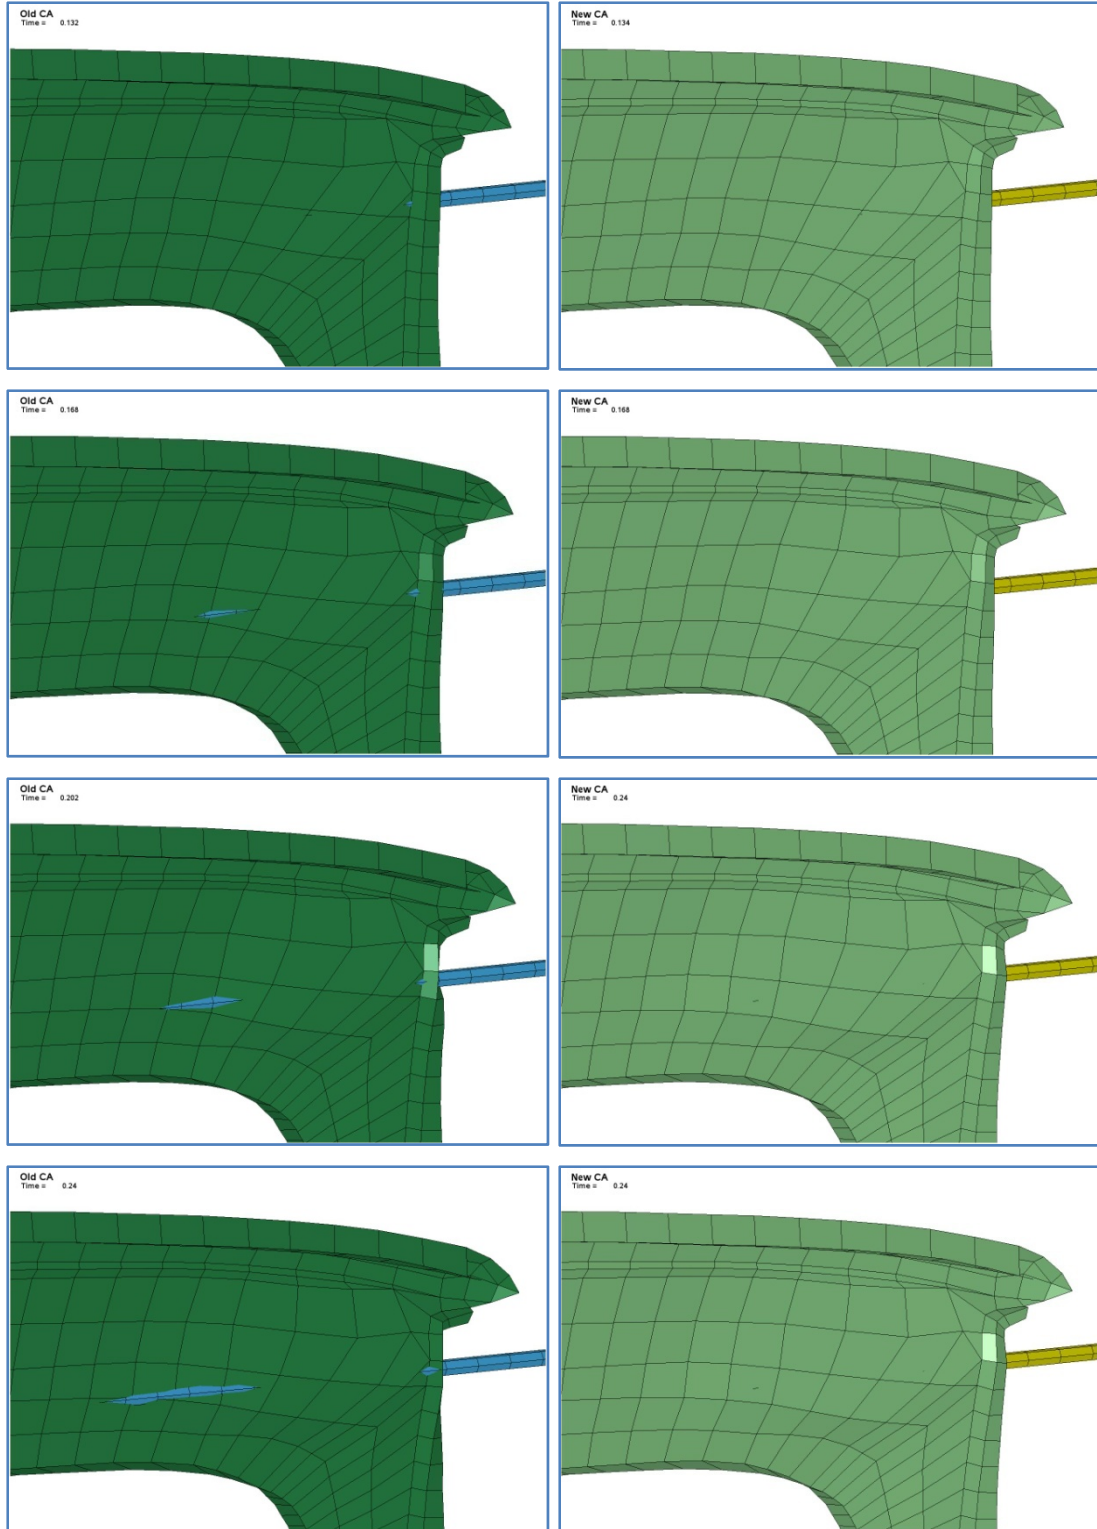 Old CA
Time = 0.132
New CA
Time = 0.134
Old CA
Time = 0.168
New CA
Time = 0.168
Old CA
Time = 0.202
New CA
Time = 0.24
Old CA
Time = 0.24
New CA
Time = 0.24